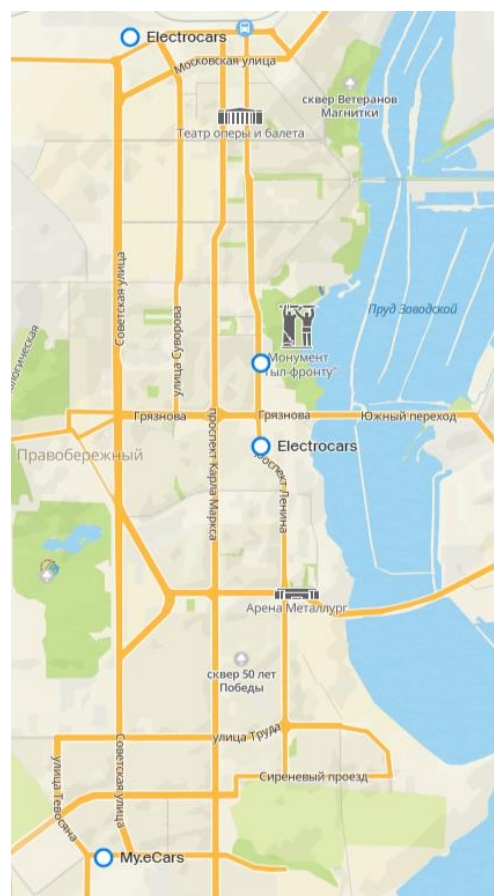 Electrocars
Московская улица
сквер Ветеранов
Магнитки
Театр оперы и балета
Советская улица
улица Суворова
Пруд Заводской
Монумент
тыл-фронту"
Грязнова
Грязнова
Южный переход
проспект Карла Маркса
Electrocars
Правобережный
проспект Ленина
Арена Металлург
сквер 50 лет
Победы
улица Труда
Советская улица
улица Тевосяна
Сиреневый проезд
My.eCars